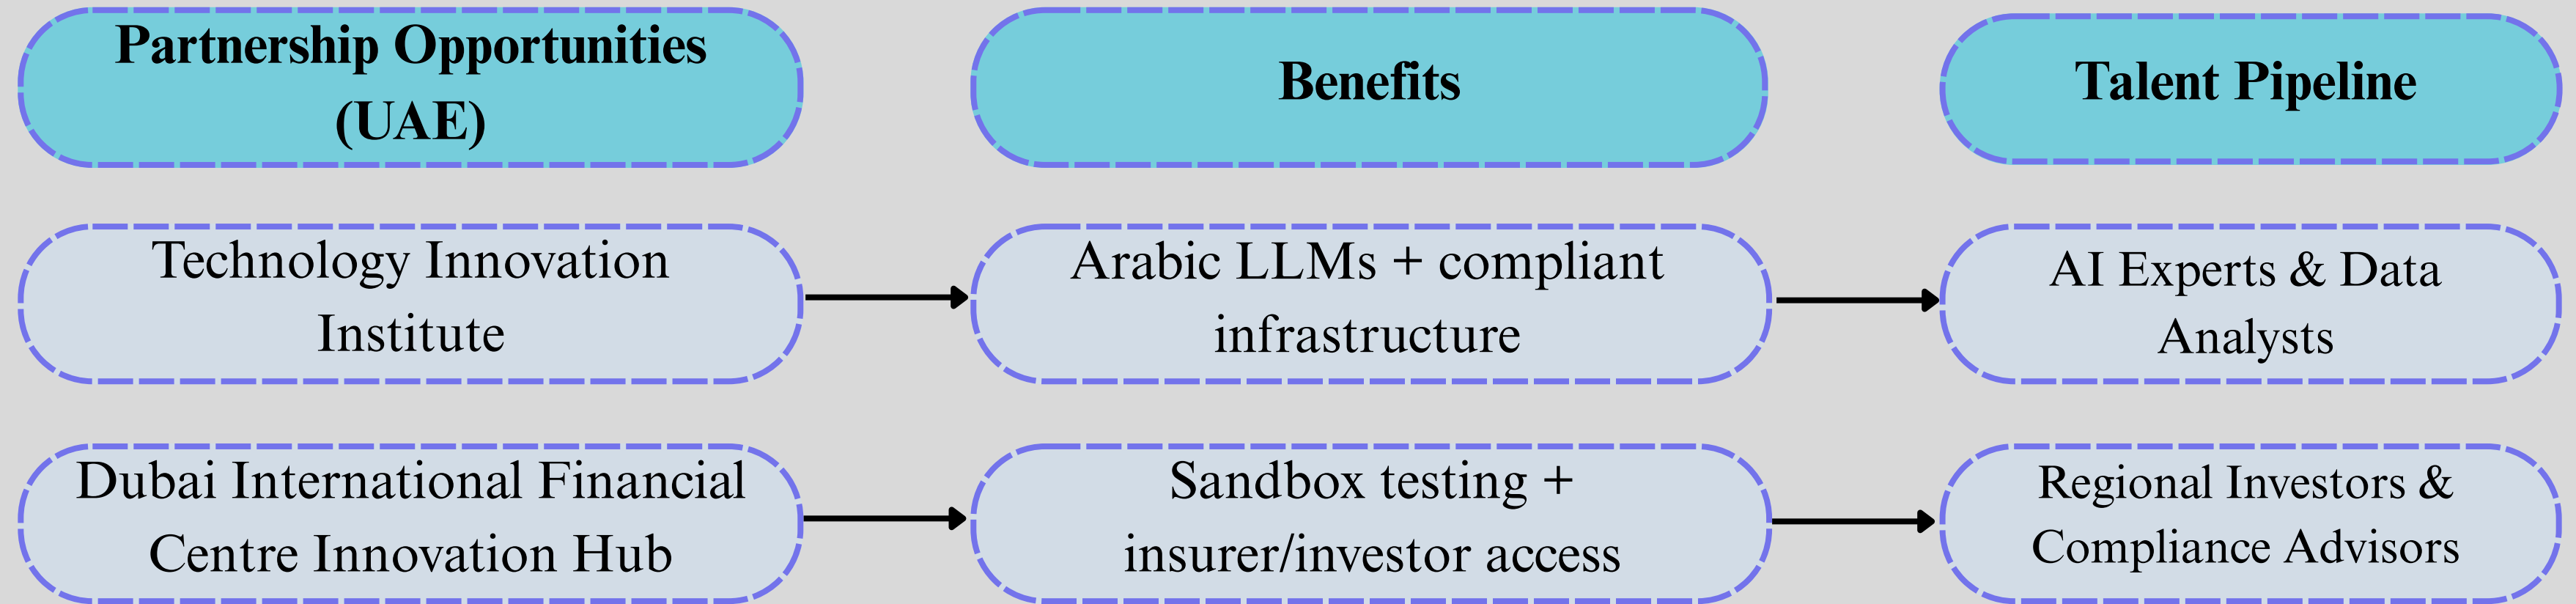 Partnership Opportunities
(UAE)
Benefits
Talent Pipeline
Technology Innovation
Institute
Arabic LLMs + compliant
infrastructure
AI Experts & Data
Analysts
Dubai International Financial
Centre Innovation Hub
Sandbox testing +
insurer/investor access
Regional Investors &
Compliance Advisors